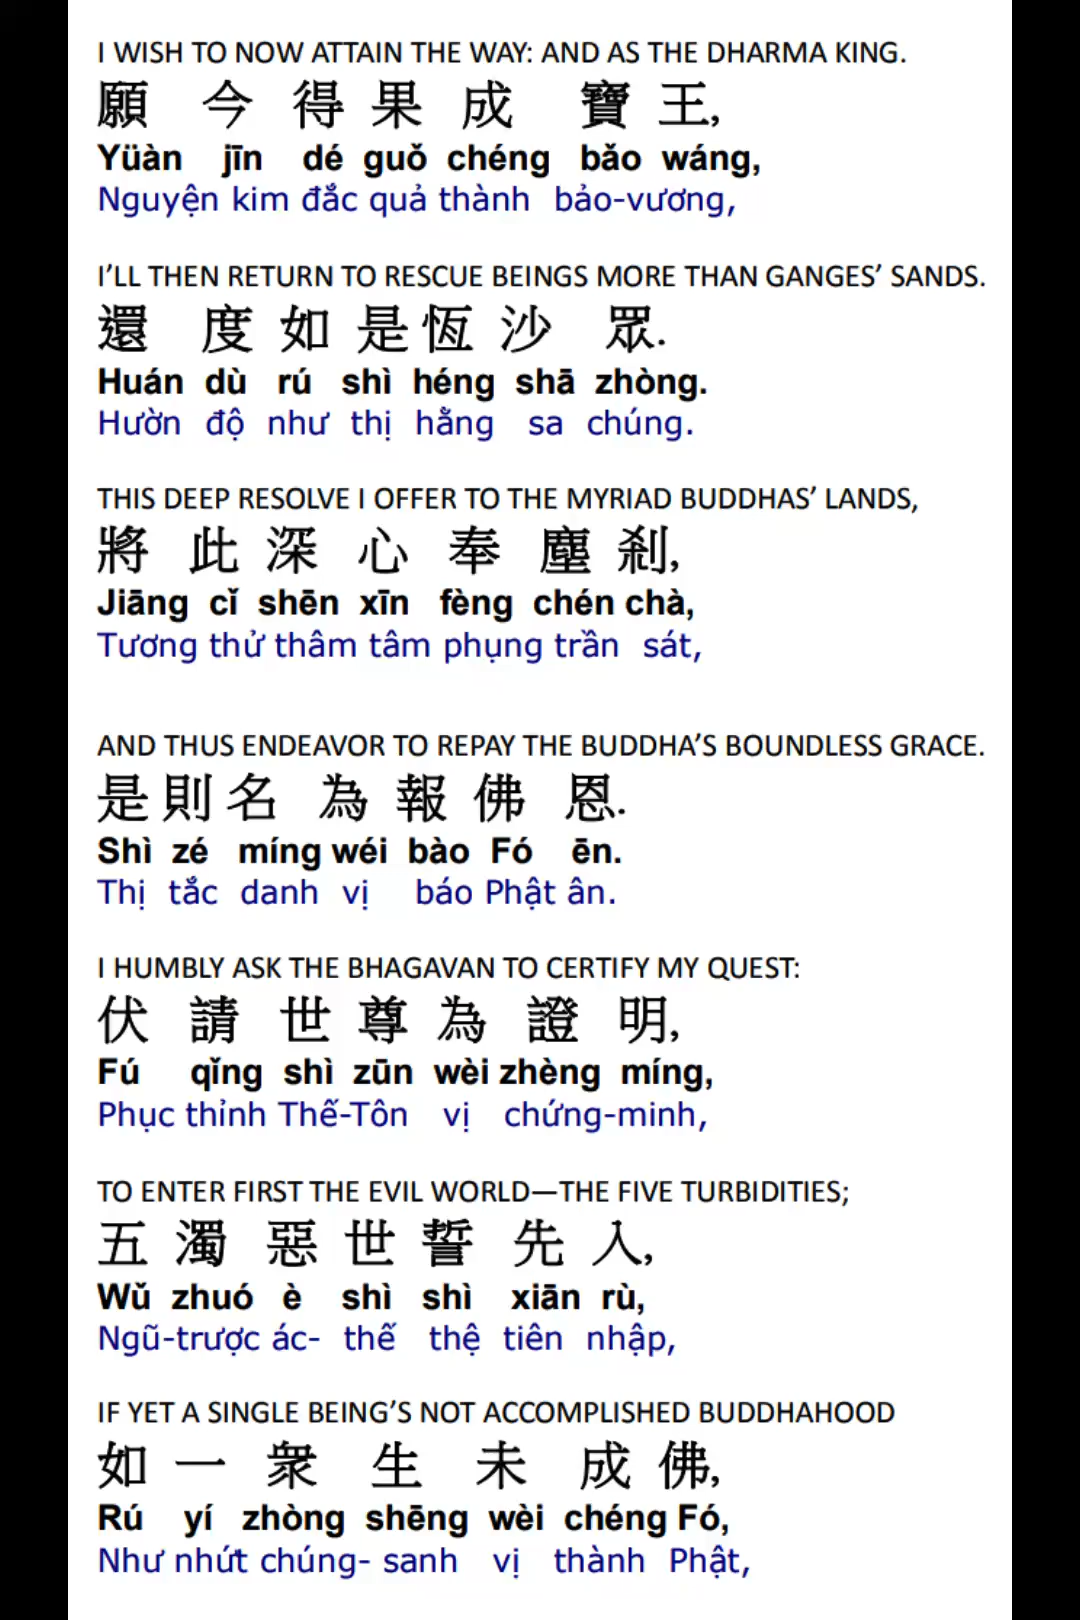 I WISH TO NOW ATTAIN THE WAY: AND AS THE DHARMA KING.
願 今 得 果 成 寶 王,
Yüàn jīn dé guǒ chéng bǎo wáng,
Nguyện kim đắc quả thành bảo-vương,
I'LL THEN RETURN TO RESCUE BEINGS MORE THAN GANGES' SANDS.
還 度 如 是 恆 沙 眾.
Huán dù rú shì héng shā zhòng.
Hườn độ như thị hằng sa chúng.
THIS DEEP RESOLVE I OFFER TO THE MYRIAD BUDDHAS' LANDS,
將 此 深 心 奉 塵 剎,
Jiāng cǐ shēn xīn fèng chén chà,
Tương thử thâm tâm phụng trần sát,
AND THUS ENDEAVOR TO REPAY THE BUDDHA'S BOUNDLESS GRACE.
是 則 名 為 報 佛 恩.
Shì zé míng wéi bào Fó ēn.
Thị tắc danh vị báo Phật ân.
I HUMBLY ASK THE BHAGAVAN TO CERTIFY MY QUEST:
伏 請 世 尊 為 證 明,
Fú qǐng shì zūn wèi zhèng míng,
Phục thỉnh Thế-Tôn vị chứng-minh,
TO ENTER FIRST THE EVIL WORLD—THE FIVE TURBIDITIES;
五 濁 惡 世 誓 先 入,
Wǔ zhuó è shì shì xiān rù,
Ngũ-trược ác- thế thệ tiên nhập,
IF YET A SINGLE BEING'S NOT ACCOMPLISHED BUDDHAHOOD
如 一 衆 生 未 成 佛,
Rú yí zhòng shēng wèi chéng Fó,
Như nhứt chúng- sanh vị thành Phật,